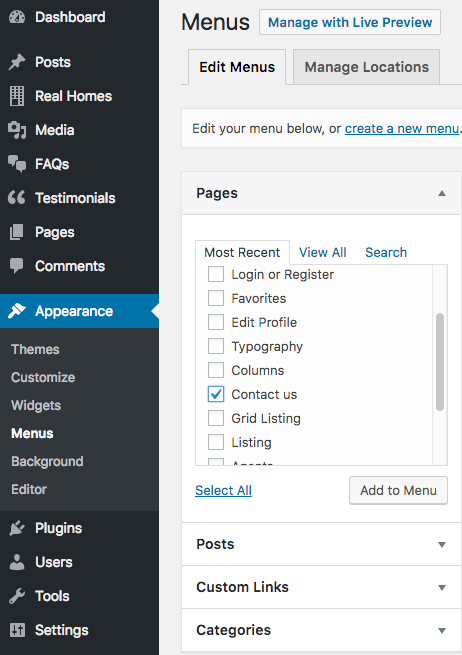 Dashboard
Posts
Real Homes
Media
FAQs
Testimonials
Pages
Comments
Appearance
Themes
Customize
Widgets
Menus
Background
Editor
Plugins
Users
Tools
Settings
Menus Manage with Live Preview
Edit Menus Manage Locations
Edit your menu below, or create a new menu.
Pages
Most Recent View All Search
Login or Register
Favorites
Edit Profile
Typography
Columns
Contact us
Grid Listing
Listing
Agents
Select All Add to Menu
Posts
Custom Links
Categories